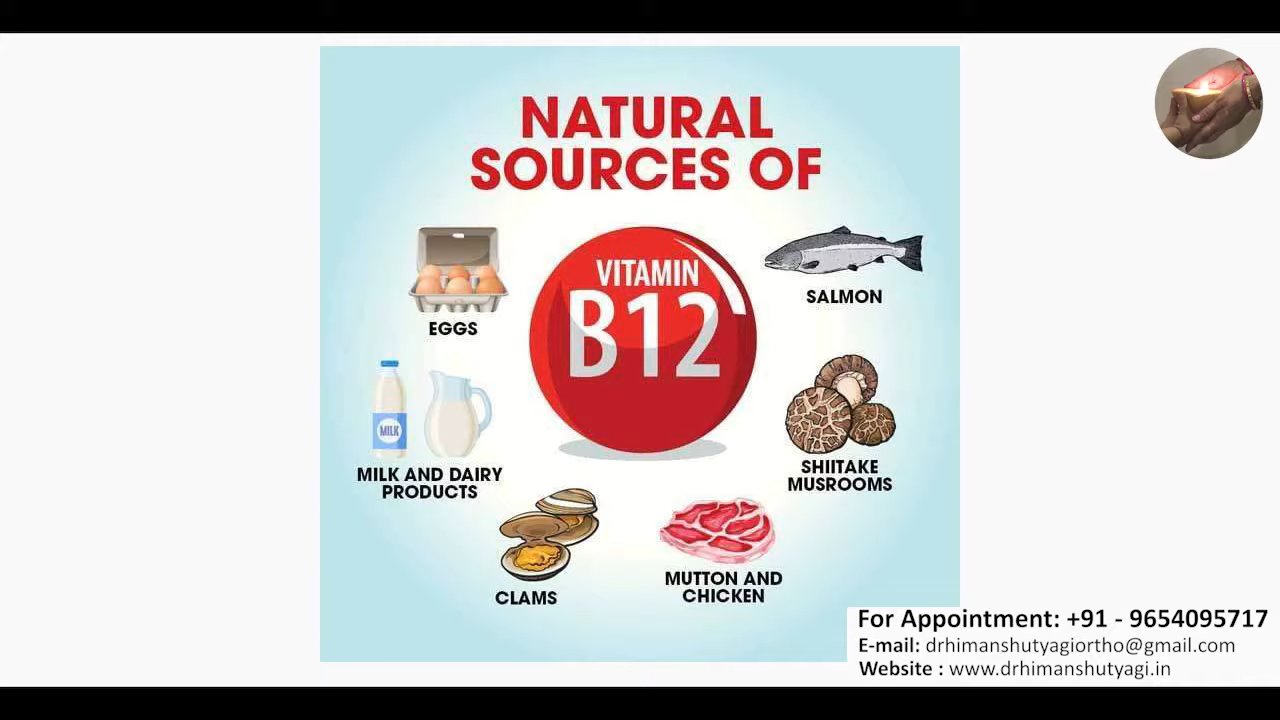 NATURAL
SOURCES OF
VITAMIN
B12
EGGS
SALMON
MILK
MILK AND DAIRY
PRODUCTS
SHIITAKE
MUSROOMS
CLAMS
MUTTON AND
CHICKEN
For Appointment: +91 - 9654095717
E-mail: drhimanshutyagiortho@gmail.com
Website : www.drhimanshutyagi.in